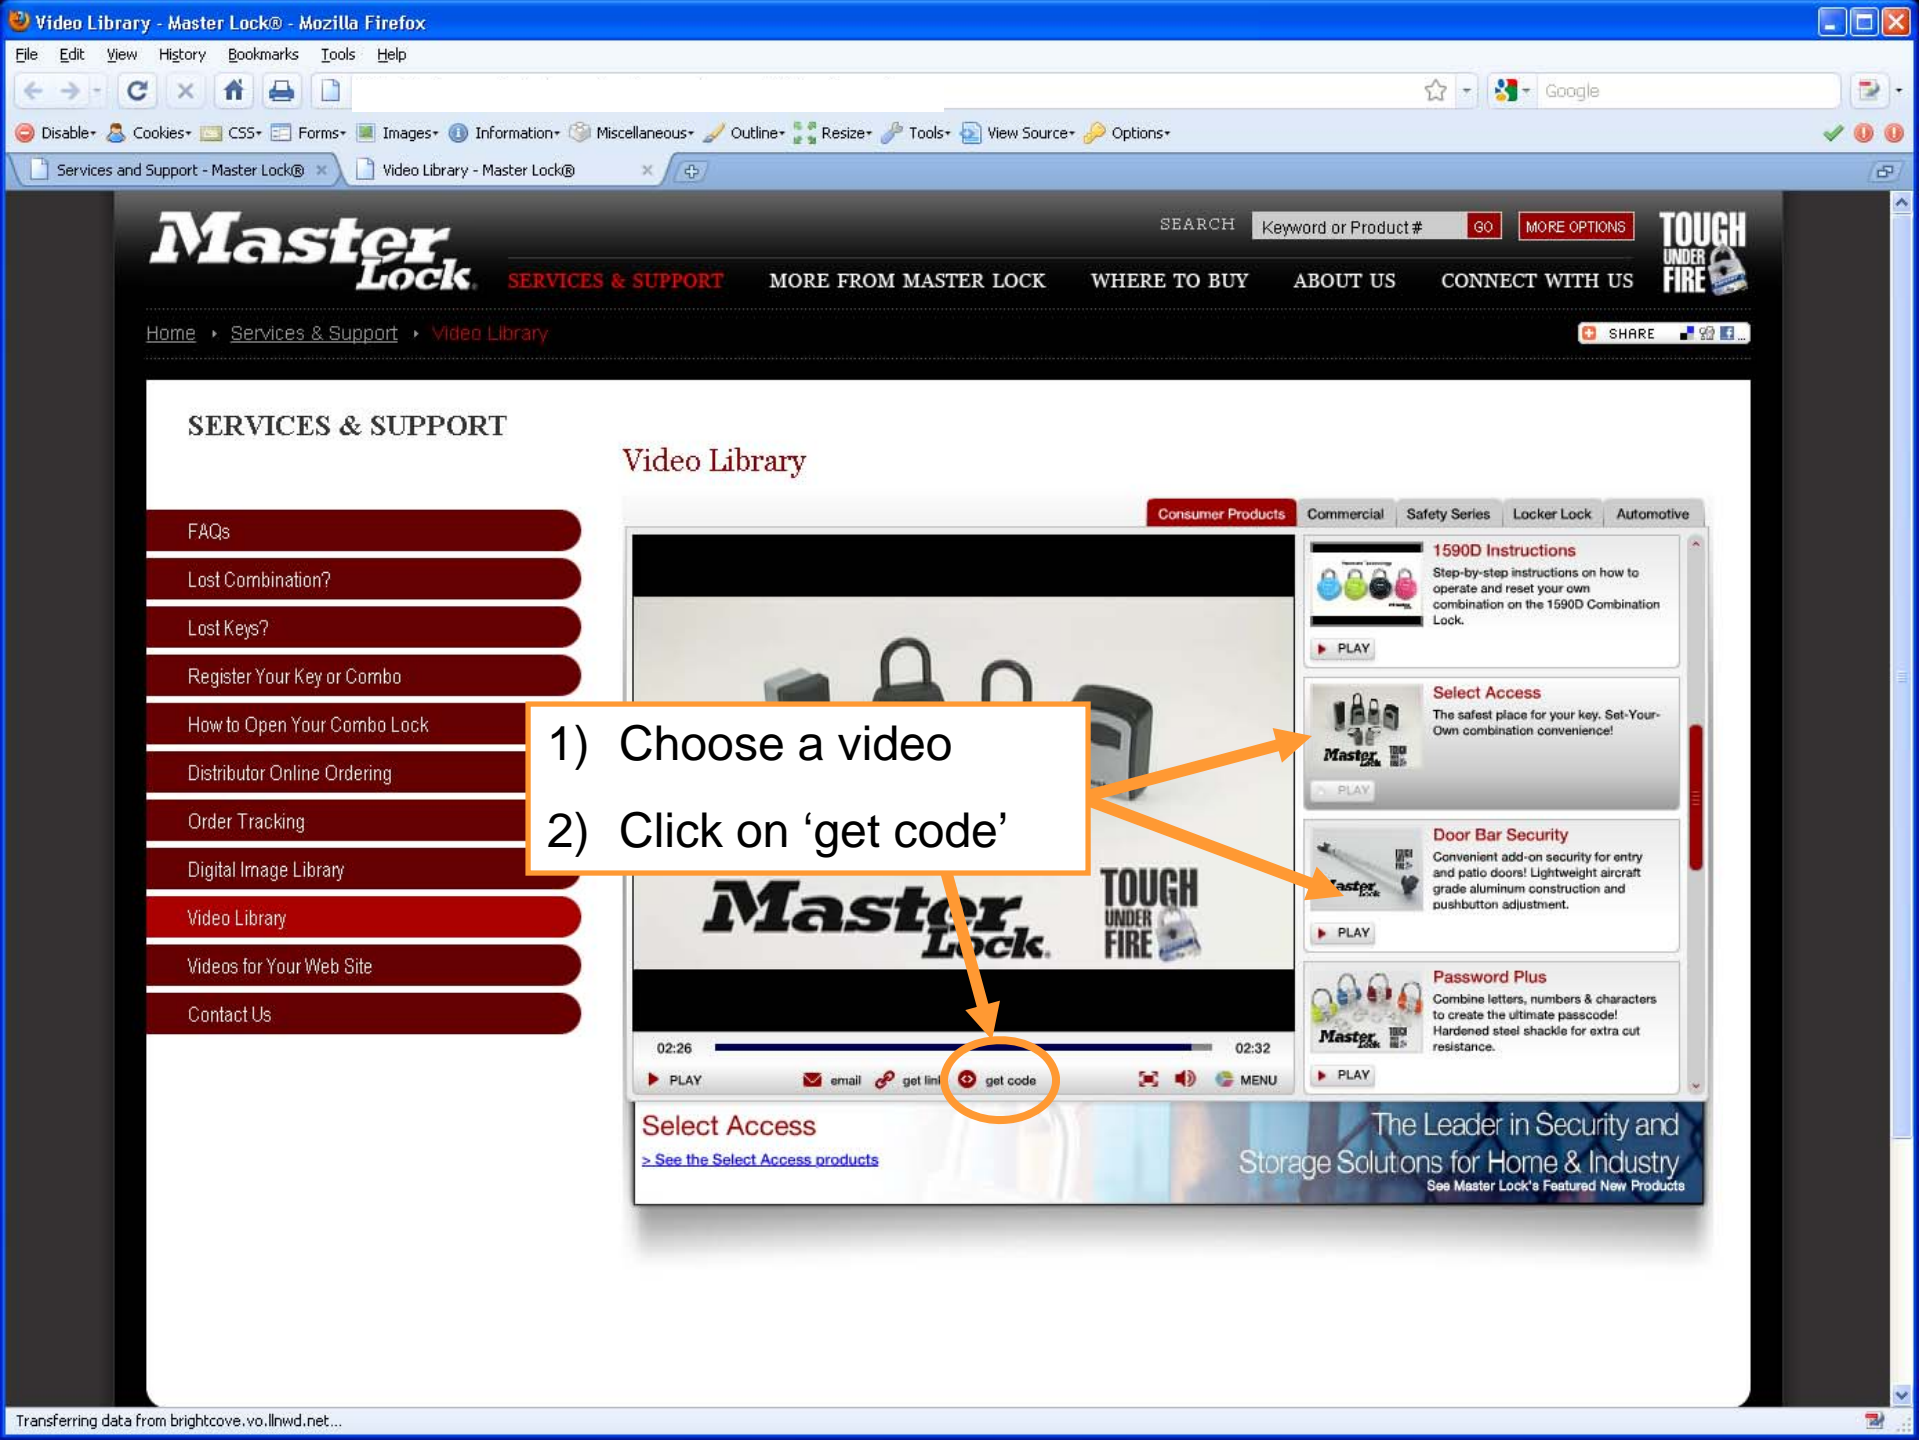 Video Library - Master Lock® - Mozilla Firefox
File Edit View History Bookmarks Tools Help
Google
Disable Cookies CSS Forms Images Information Miscellaneous Outline Resize Tools View Source Options
Services and Support - Master Lock® Video Library - Master Lock®
Master Lock.
SEARCH Keyword or Product # GO MORE OPTIONS
TOUGH UNDER FIRE
SERVICES & SUPPORT MORE FROM MASTER LOCK WHERE TO BUY ABOUT US CONNECT WITH US
Home Services & Support Video Library
SHARE ...
SERVICES & SUPPORT
FAQs
Lost Combination?
Lost Keys?
Register Your Key or Combo
How to Open Your Combo Lock
Distributor Online Ordering
Order Tracking
Digital Image Library
Video Library
Videos for Your Web Site
Contact Us
Video Library
Consumer Products Commercial Safety Series Locker Lock Automotive
1) Choose a video
2) Click on ‘get code’
Master Lock.
TOUGH UNDER FIRE
02:26 02:32
PLAY email get link get code MENU
1590D Instructions
Step-by-step instructions on how to
operate and reset your own
combination on the 1590D Combination
Lock.
PLAY
Select Access
The safest place for your key. Set-Your-
Own combination convenience!
Master Lock
PLAY
Door Bar Security
Convenient add-on security for entry
and patio doors! Lightweight aircraft
grade aluminum construction and
pushbutton adjustment.
PLAY
Password Plus
Combine letters, numbers & characters
to create the ultimate passcode!
Hardened steel shackle for extra cut
resistance.
Master Lock
PLAY
Select Access
> See the Select Access products
The Leader in Security and
Storage Solutions for Home & Industry
See Master Lock's Featured New Products
Transferring data from brightcove.vo.llnwd.net...